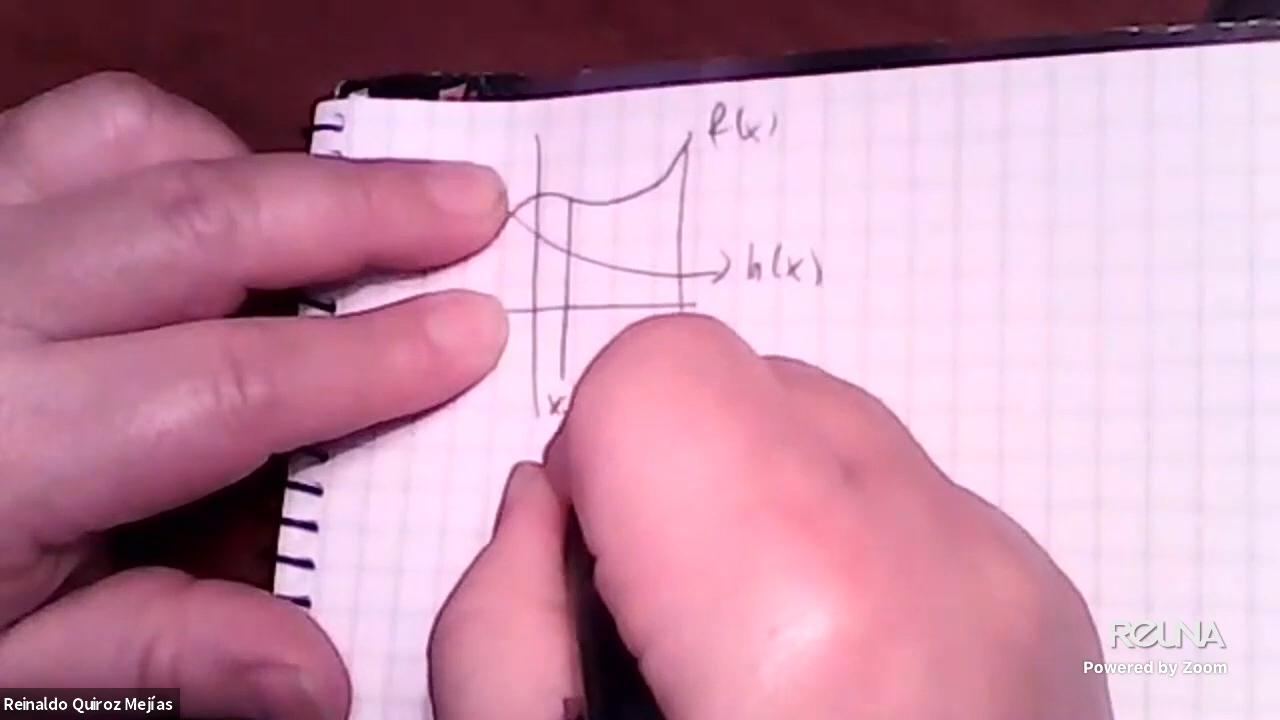 f(x)
h(x)
x
REUNA
Powered by Zoom
Reinaldo Quiroz Mejías